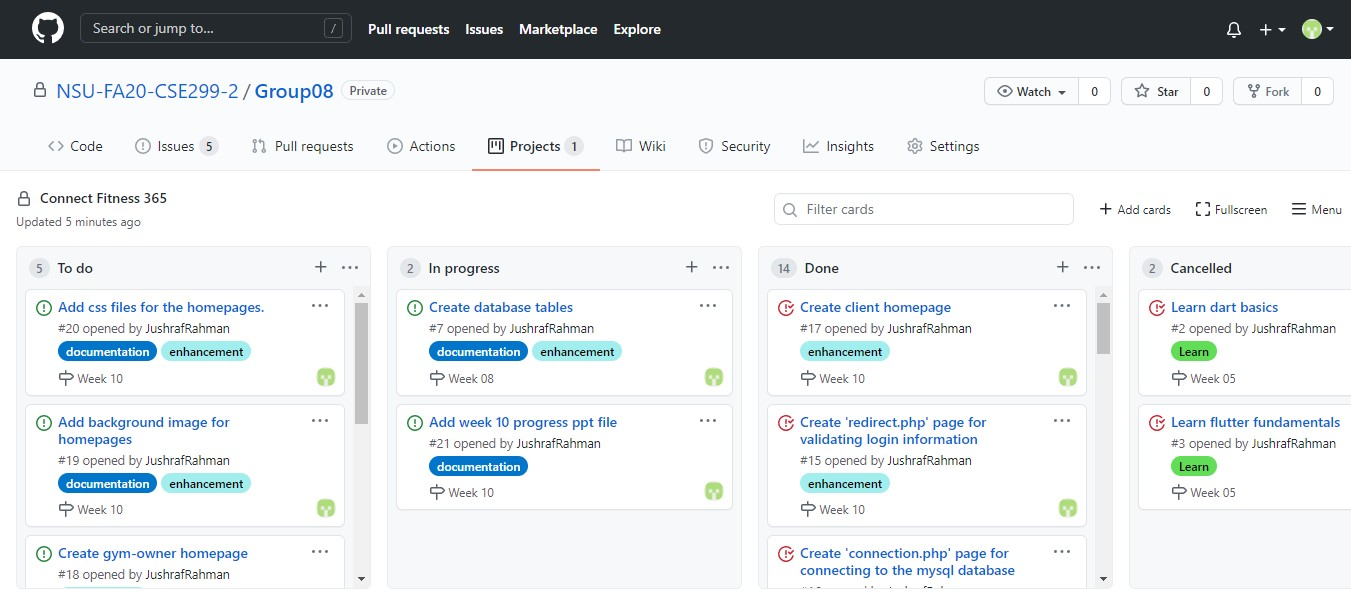 Search or jump to... /
Pull requests Issues Marketplace Explore
NSU-FA20-CSE299-2 / Group08 Private
Watch 0 Star 0 Fork 0
Code Issues 5 Pull requests Actions Projects 1 Wiki Security Insights Settings
Connect Fitness 365
Updated 5 minutes ago
Filter cards
Add cards Fullscreen Menu
5 To do
Add css files for the homepages.
#20 opened by JushrafRahman
documentation enhancement
Week 10
Add background image for
homepages
#19 opened by JushrafRahman
documentation enhancement
Week 10
Create gym-owner homepage
#18 opened by JushrafRahman
2 In progress
Create database tables
#7 opened by JushrafRahman
documentation enhancement
Week 08
Add week 10 progress ppt file
#21 opened by JushrafRahman
documentation
Week 10
14 Done
Create client homepage
#17 opened by JushrafRahman
enhancement
Week 10
Create 'redirect.php' page for
validating login information
#15 opened by JushrafRahman
enhancement
Week 10
Create 'connection.php' page for
connecting to the mysql database
2 Cancelled
Learn dart basics
#2 opened by JushrafRahman
Learn
Week 05
Learn flutter fundamentals
#3 opened by JushrafRahman
Learn
Week 05